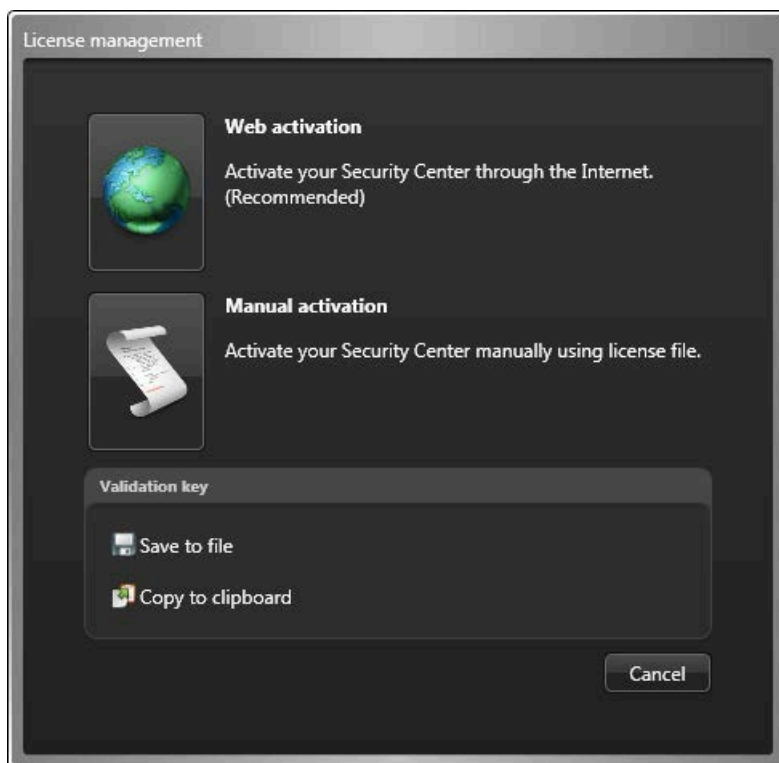 License management
Web activation
Activate your Security Center through the Internet.
(Recommended)
Manual activation
Activate your Security Center manually using license file.
Validation key
Save to file
Copy to clipboard
Cancel